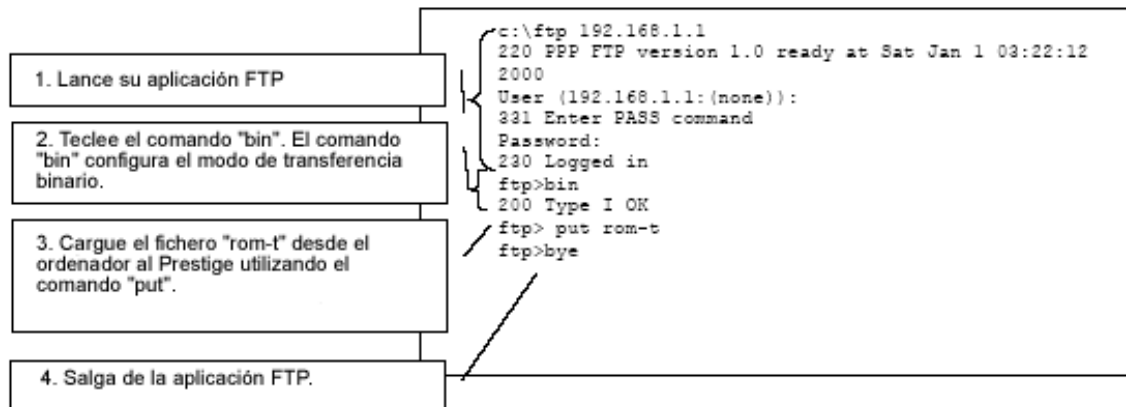 c:\ftp 192.168.1.1
220 PPP FTP version 1.0 ready at Sat Jan 1 03:22:12
2000
User (192.168.1.1:(none)):
331 Enter PASS command
Password:
230 Logged in
ftp>bin
200 Type I OK
ftp> put rom-t
ftp>bye
1. Lance su aplicación FTP
2. Teclee el comando "bin". El comando
"bin" configura el modo de transferencia
binario.
3. Cargue el fichero "rom-t" desde el
ordenador al Prestige utilizando el
comando "put".
4. Salga de la aplicación FTP.